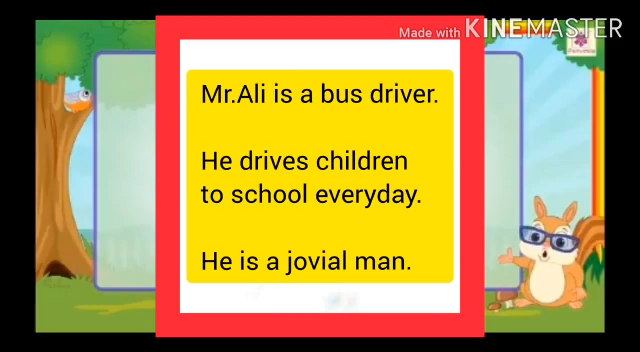 Made with KINEMASTER
Mr.Ali is a bus driver.
He drives children
to school everyday.
He is a jovial man.